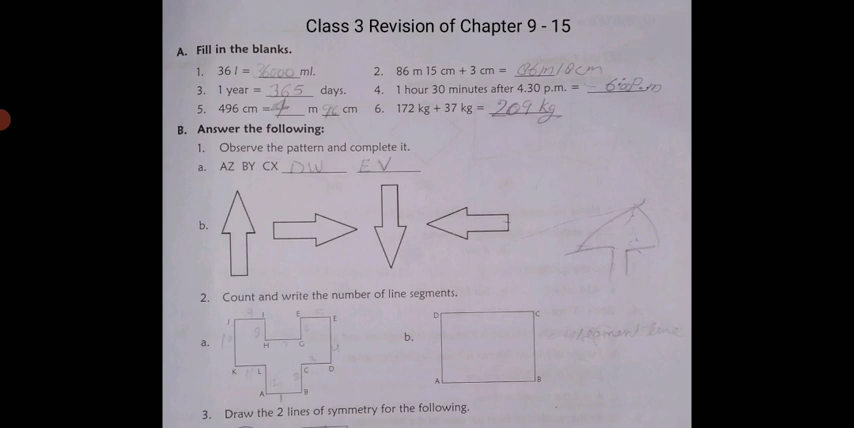 Class 3 Revision of Chapter 9 - 15
A. Fill in the blanks.
1. 36 l = 36000 ml.
2. 86 m 15 cm + 3 cm = 86m18cm
3. 1 year = 365 days.
4. 1 hour 30 minutes after 4.30 p.m. = 6:00P.m
5. 496 cm = 4 m 96 cm
6. 172 kg + 37 kg = 209 kg
B. Answer the following:
1. Observe the pattern and complete it.
a. AZ BY CX DW EV
b.
2. Count and write the number of line segments.
a.
J I E E
H G
K L C D
A B
b.
D C
A B
3. Draw the 2 lines of symmetry for the following.